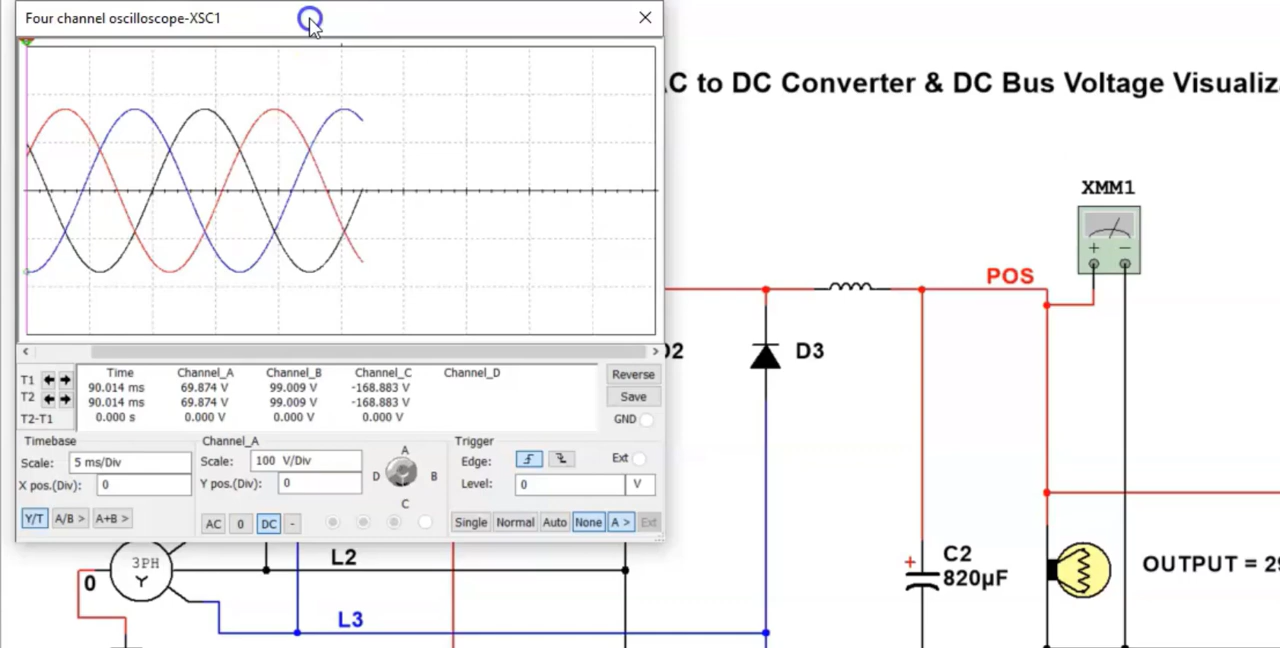 Four channel oscilloscope-XSC1
C to DC Converter & DC Bus Voltage Visualiz
XMM1
+ −
POS
D2
D3
T1
T2
T2-T1
Time Channel_A Channel_B Channel_C Channel_D
90.014 ms 69.874 V 99.009 V -168.883 V
90.014 ms 69.874 V 99.009 V -168.883 V
0.000 s 0.000 V 0.000 V 0.000 V
Reverse
Save
GND
Timebase
Scale: 5 ms/Div
X pos.(Div): 0
Y/T A/B > A+B >
Channel_A
Scale: 100 V/Div
Y pos.(Div): 0
AC 0 DC -
A
D B
C
Trigger
Edge: Ext
Level: 0 V
Single Normal Auto None A > Ext
3PH
Y
0
L2
L3
+
C2
820µF
OUTPUT = 29